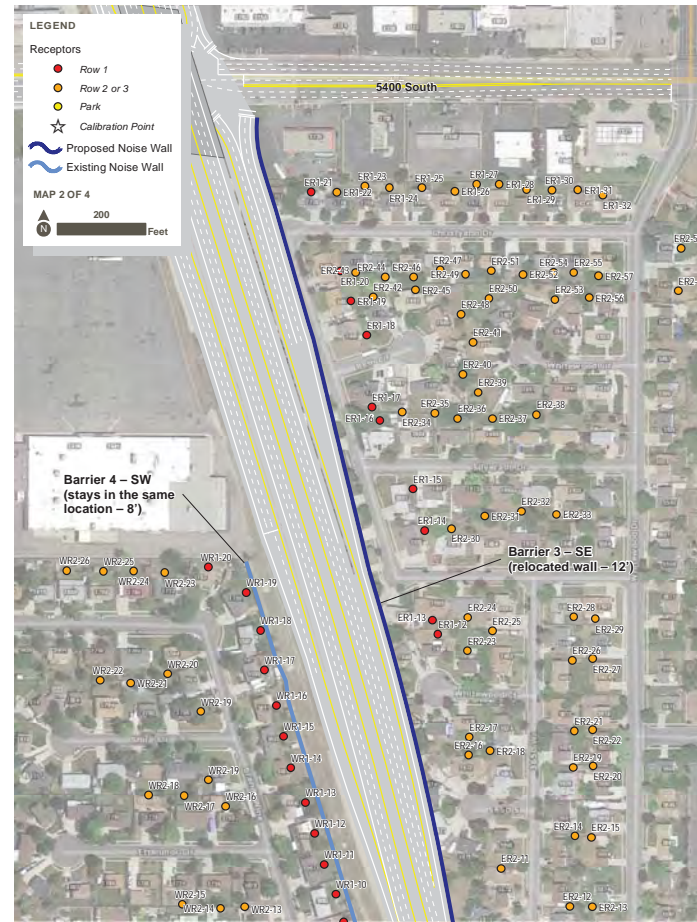 LEGEND
Receptors
Row 1
Row 2 or 3
Park
Calibration Point
Proposed Noise Wall
Existing Noise Wall
MAP 2 OF 4
N
200
Feet
5400 South
ER1-21
ER1-22
ER1-23
ER1-24
ER1-25
ER1-26
ER1-27
ER1-28
ER1-29
ER1-30
ER1-31
ER1-32
ER2-44
ER2-46
ER2-47
ER2-49
ER2-51
ER2-52
ER2-54
ER2-55
ER2-57
ER1-20
ER2-42
ER2-45
ER1-19
ER2-50
ER2-53
ER2-56
ER2-48
ER1-18
ER2-41
ER2-40
ER2-39
ER1-17
ER1-16
ER2-34
ER2-35
ER2-36
ER2-37
ER2-38
ER1-15
ER1-14
ER2-30
ER2-31
ER2-32
ER2-33
Barrier 4 – SW
(stays in the same
location – 8')
Barrier 3 – SE
(relocated wall – 12')
WR2-26
WR2-25
WR2-24
WR2-23
WR1-20
WR1-19
WR1-18
WR1-17
WR1-16
WR1-15
WR1-14
WR1-13
WR1-12
WR1-11
WR1-10
WR2-22
WR2-21
WR2-20
WR2-19
WR2-19
WR2-18
WR2-17
WR2-16
WR2-15
WR2-14
WR2-13
ER1-13
ER1-12
ER2-24
ER2-25
ER2-23
ER2-28
ER2-29
ER2-26
ER2-27
ER2-17
ER2-16
ER2-18
ER2-21
ER2-22
ER2-19
ER2-20
ER2-14
ER2-15
ER2-11
ER2-12
ER2-13